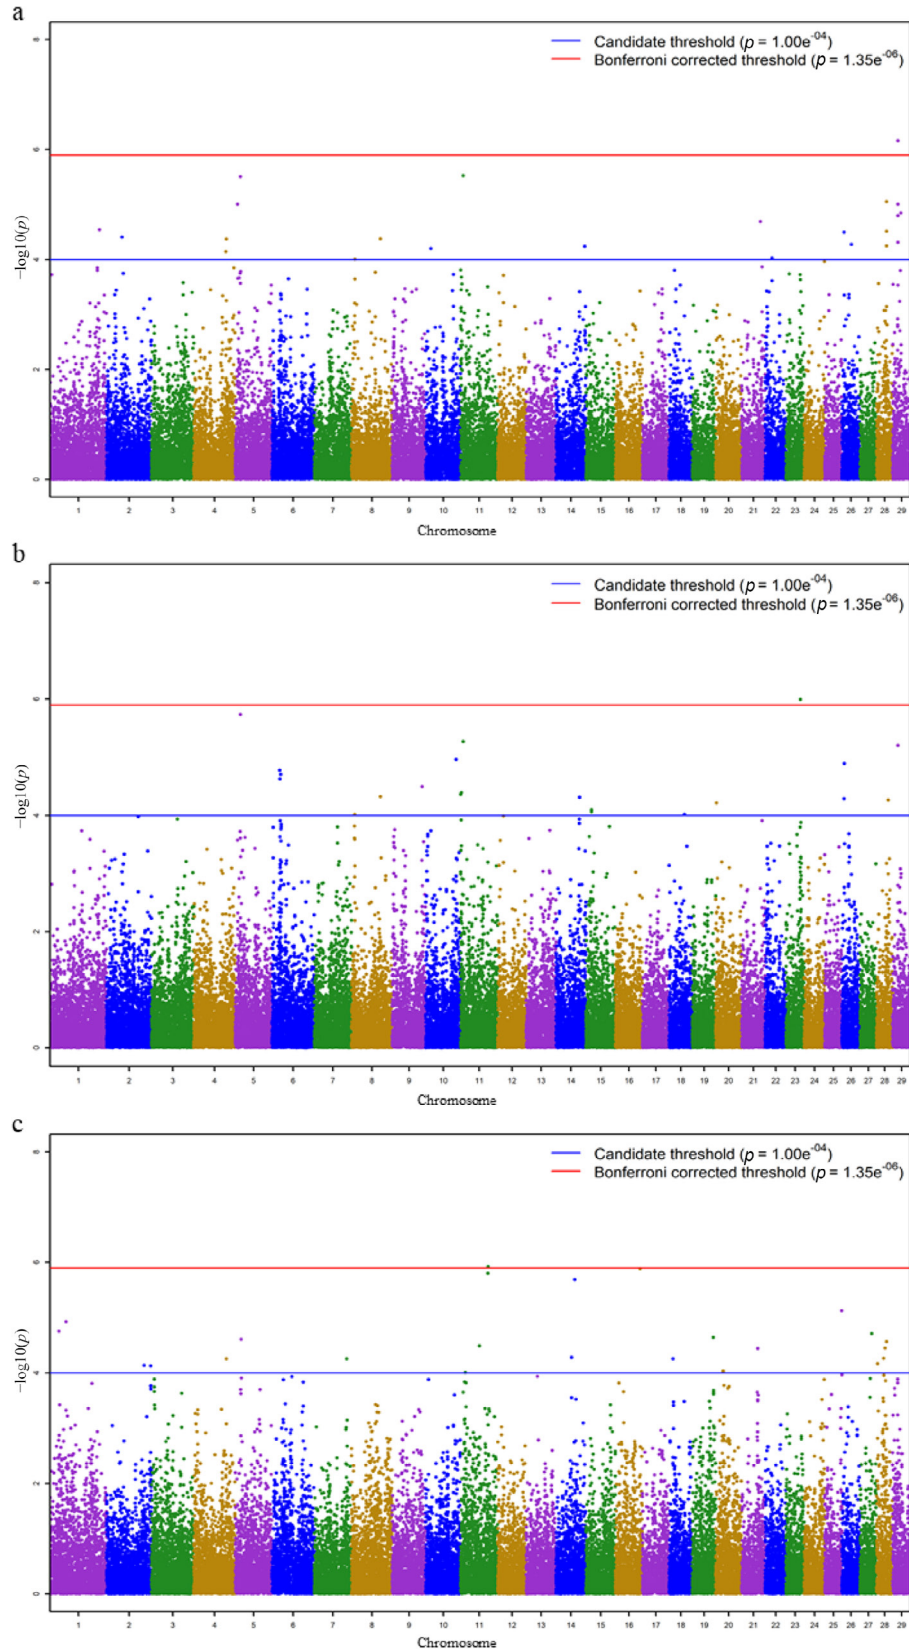 a
Candidate threshold (p = 1.00e⁻⁰⁴)
Bonferroni corrected threshold (p = 1.35e⁻⁰⁶)
8
6
4
2
0
−log10(p)
1 2 3 4 5 6 7 8 9 10 11 12 13 14 15 16 17 18 19 20 21 22 23 24 25 26 27 28 29
Chromosome
b
Candidate threshold (p = 1.00e⁻⁰⁴)
Bonferroni corrected threshold (p = 1.35e⁻⁰⁶)
8
6
4
2
0
−log10(p)
1 2 3 4 5 6 7 8 9 10 11 12 13 14 15 16 17 18 19 20 21 22 23 24 25 26 27 28 29
Chromosome
c
Candidate threshold (p = 1.00e⁻⁰⁴)
Bonferroni corrected threshold (p = 1.35e⁻⁰⁶)
8
6
4
2
0
−log10(p)
1 2 3 4 5 6 7 8 9 10 11 12 13 14 15 16 17 18 19 20 21 22 23 24 25 26 27 28 29
Chromosome